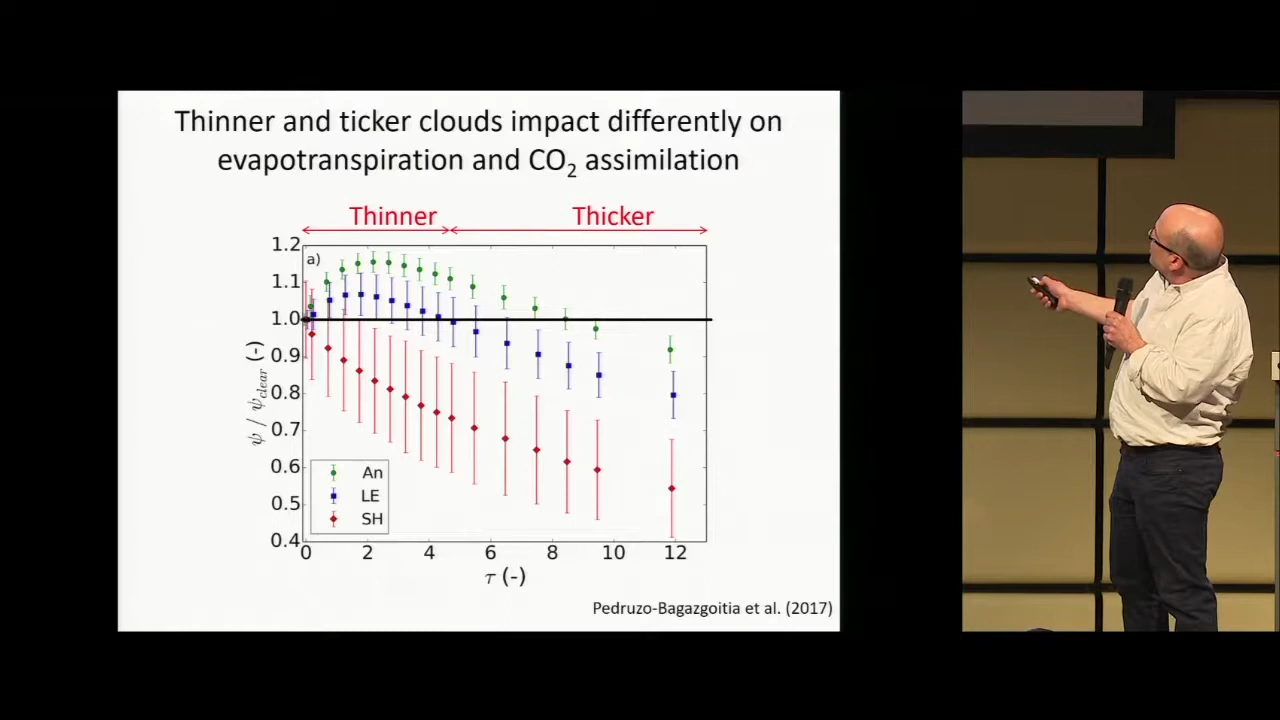 Thinner and ticker clouds impact differently on
evapotranspiration and CO₂ assimilation
Thinner Thicker
a)
1.2
1.1
1.0
0.9
0.8
0.7
0.6
0.5
0.4
ψ / ψclear (-)
An
LE
SH
0 2 4 6 8 10 12
τ (-)
Pedruzo-Bagazgoitia et al. (2017)